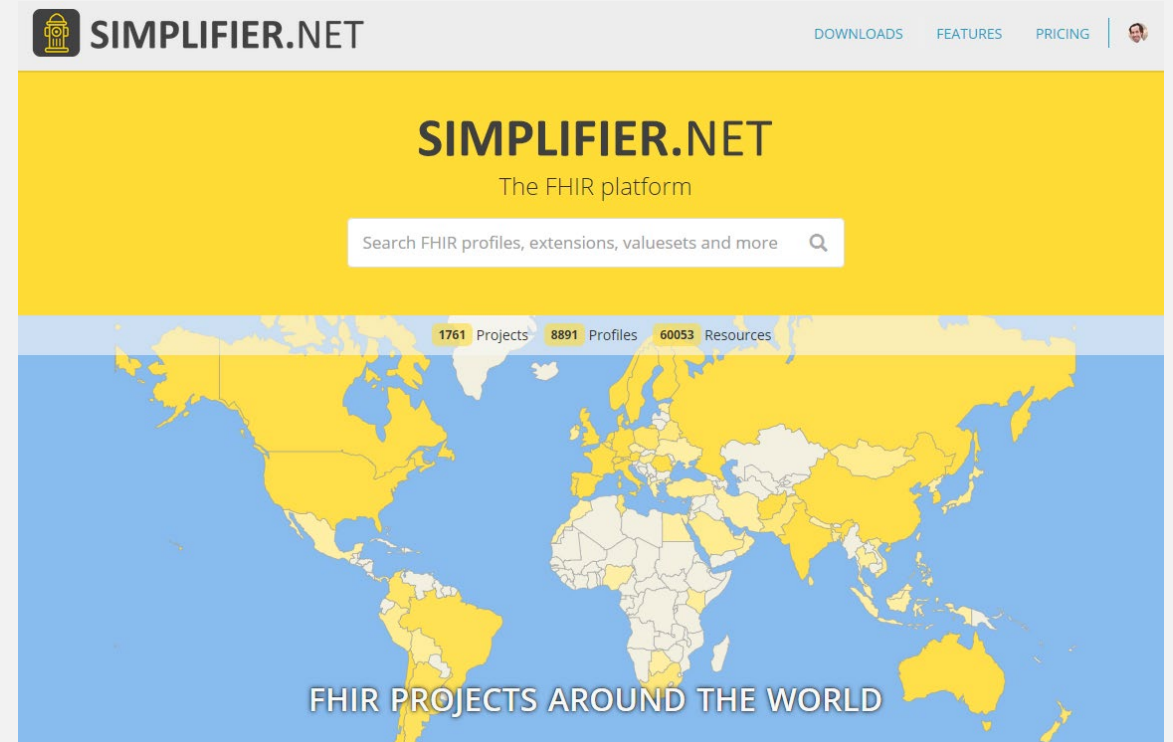 SIMPLIFIER.NET
DOWNLOADS FEATURES PRICING
SIMPLIFIER.NET
The FHIR platform
Search FHIR profiles, extensions, valuesets and more
1761 Projects 8891 Profiles 60053 Resources
FHIR PROJECTS AROUND THE WORLD